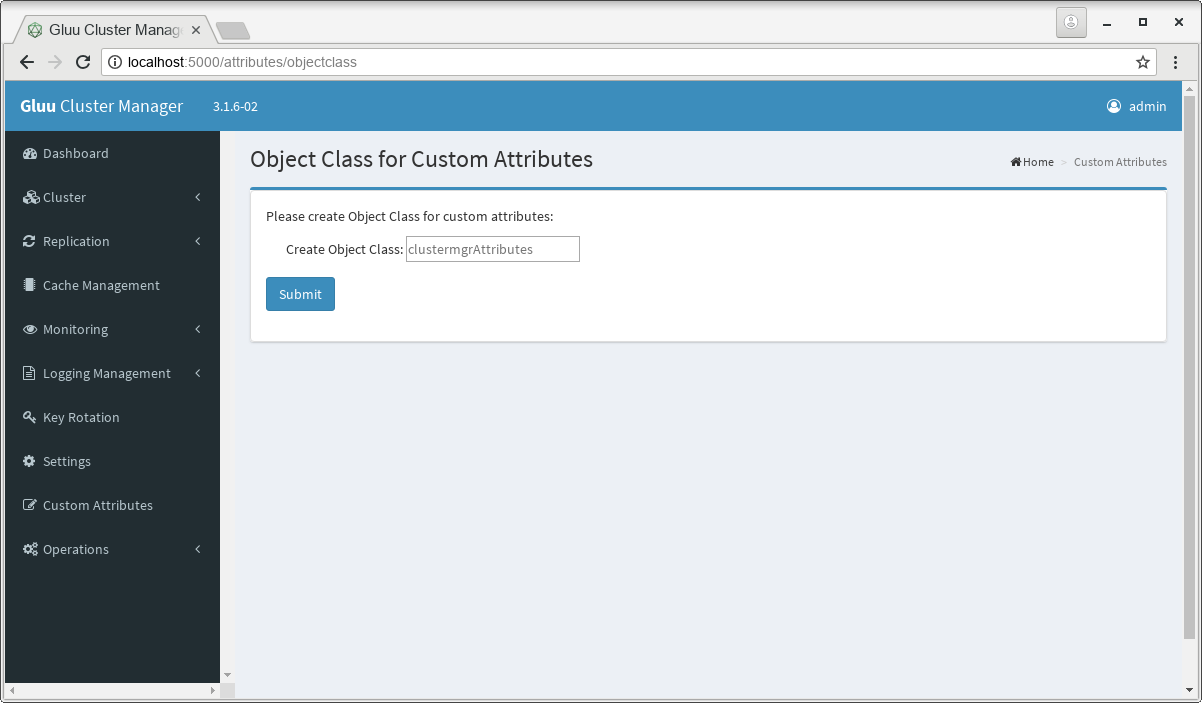 Gluu Cluster Manag
localhost:5000/attributes/objectclass
Gluu Cluster Manager 3.1.6-02 admin
Dashboard
Cluster
Replication
Cache Management
Monitoring
Logging Management
Key Rotation
Settings
Custom Attributes
Operations
Object Class for Custom Attributes
Home > Custom Attributes
Please create Object Class for custom attributes:
Create Object Class: clustermgrAttributes
Submit